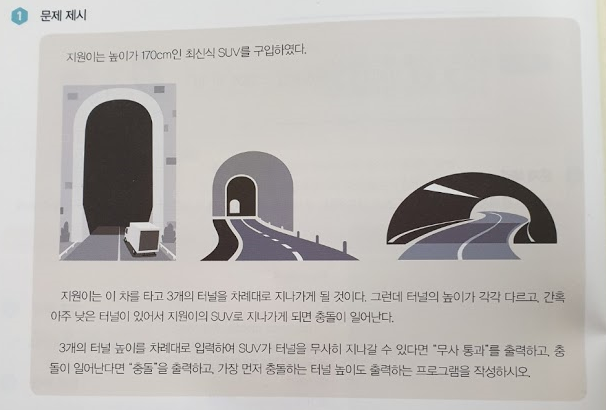 1 문제 제시
지원이는 높이가 170cm인 최신식 SUV를 구입하였다.
지원이는 이 차를 타고 3개의 터널을 차례대로 지나가게 될 것이다. 그런데 터널의 높이가 각각 다르고, 간혹
아주 낮은 터널이 있어서 지원이의 SUV로 지나가게 되면 충돌이 일어난다.
3개의 터널 높이를 차례대로 입력하여 SUV가 터널을 무사히 지나갈 수 있다면 "무사 통과"를 출력하고, 충
돌이 일어난다면 "충돌"을 출력하고, 가장 먼저 충돌하는 터널 높이도 출력하는 프로그램을 작성하시오.